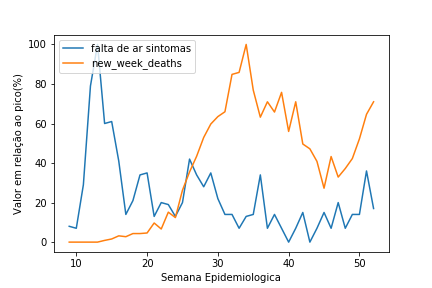 100
80
60
40
20
0
Valor em relação ao pico(%)
falta de ar sintomas
new_week_deaths
10
20
30
40
50
Semana Epidemiologica